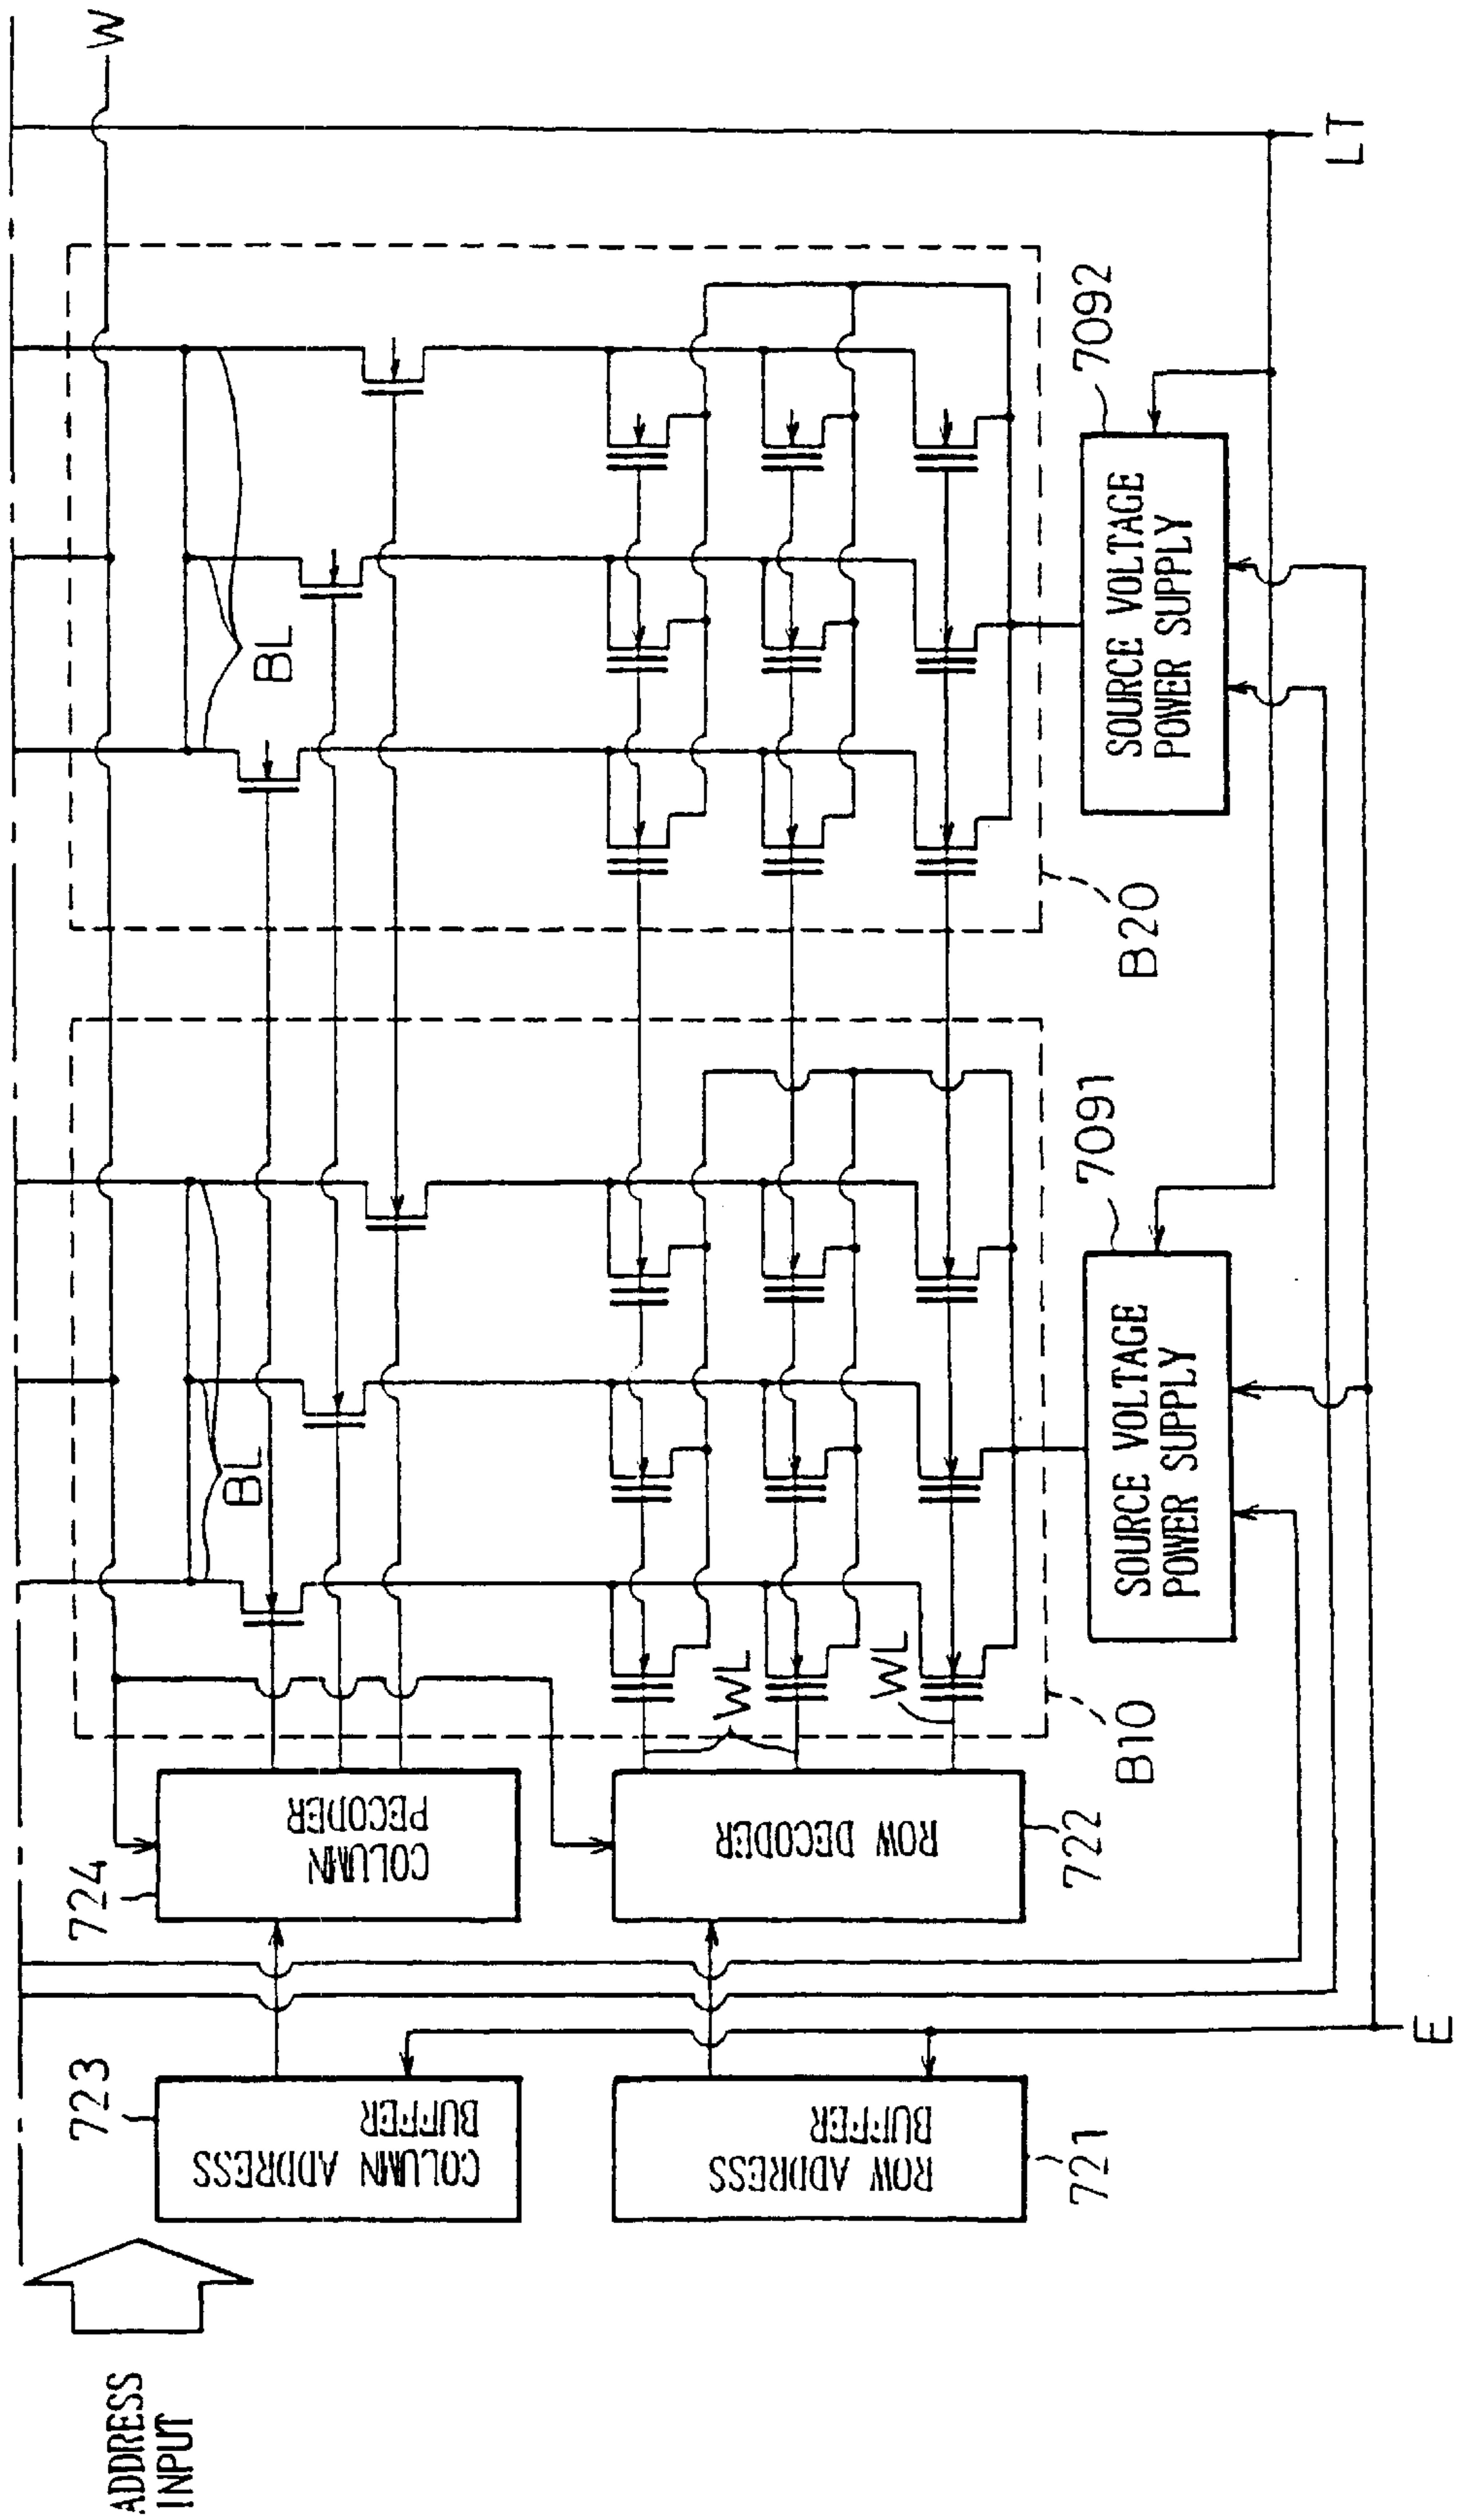 ADDRESS
INPUT
723
COLUMN ADDRESS
BUFFER
721
ROW ADDRESS
BUFFER
724
COLUMN
PECODER
722
ROW DECODER
E
BL
WL
WL
B10
7091
SOURCE VOLTAGE
POWER SUPPLY
BL
B20
7092
SOURCE VOLTAGE
POWER SUPPLY
W
LT